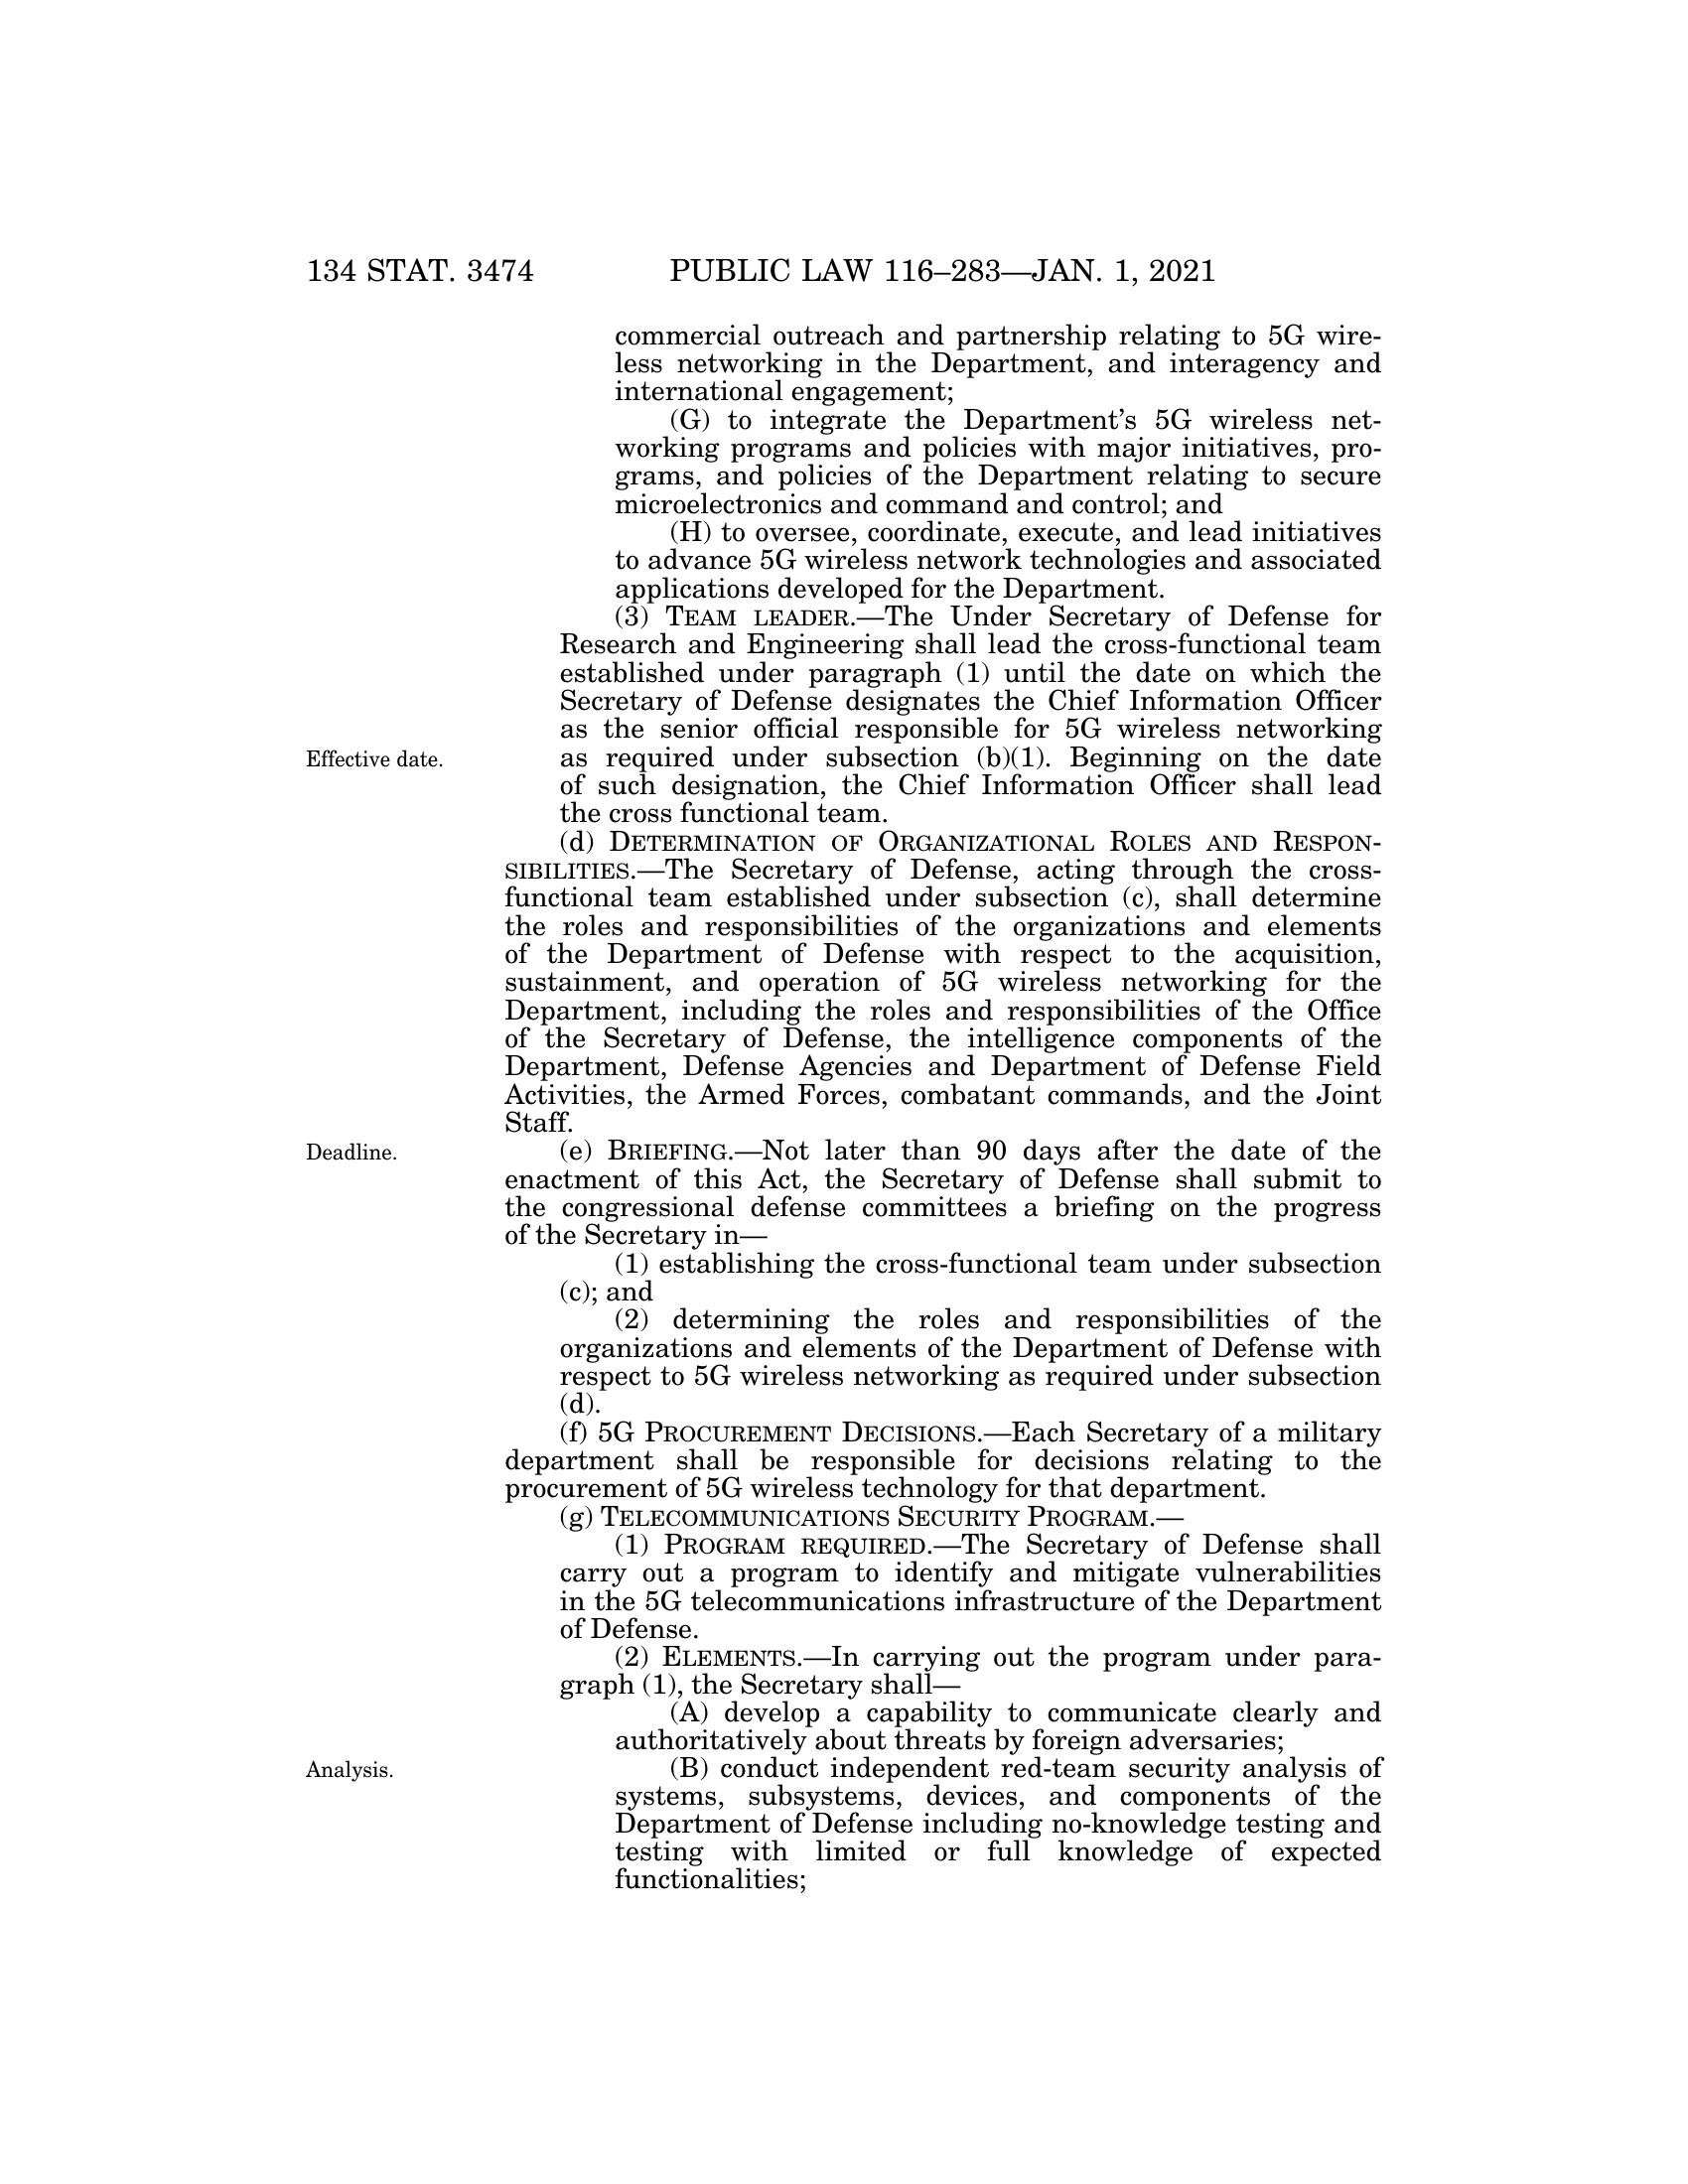 134 STAT. 3474 PUBLIC LAW 116–283—JAN. 1, 2021
commercial outreach and partnership relating to 5G wire-
less networking in the Department, and interagency and
international engagement;
(G) to integrate the Department’s 5G wireless net-
working programs and policies with major initiatives, pro-
grams, and policies of the Department relating to secure
microelectronics and command and control; and
(H) to oversee, coordinate, execute, and lead initiatives
to advance 5G wireless network technologies and associated
applications developed for the Department.
(3) TEAM LEADER.—The Under Secretary of Defense for
Research and Engineering shall lead the cross-functional team
established under paragraph (1) until the date on which the
Secretary of Defense designates the Chief Information Officer
as the senior official responsible for 5G wireless networking
Effective date.
as required under subsection (b)(1). Beginning on the date
of such designation, the Chief Information Officer shall lead
the cross functional team.
(d) DETERMINATION OF ORGANIZATIONAL ROLES AND RESPON-
SIBILITIES.—The Secretary of Defense, acting through the cross-
functional team established under subsection (c), shall determine
the roles and responsibilities of the organizations and elements
of the Department of Defense with respect to the acquisition,
sustainment, and operation of 5G wireless networking for the
Department, including the roles and responsibilities of the Office
of the Secretary of Defense, the intelligence components of the
Department, Defense Agencies and Department of Defense Field
Activities, the Armed Forces, combatant commands, and the Joint
Staff.
Deadline.
(e) BRIEFING.—Not later than 90 days after the date of the
enactment of this Act, the Secretary of Defense shall submit to
the congressional defense committees a briefing on the progress
of the Secretary in—
(1) establishing the cross-functional team under subsection
(c); and
(2) determining the roles and responsibilities of the
organizations and elements of the Department of Defense with
respect to 5G wireless networking as required under subsection
(d).
(f) 5G PROCUREMENT DECISIONS.—Each Secretary of a military
department shall be responsible for decisions relating to the
procurement of 5G wireless technology for that department.
(g) TELECOMMUNICATIONS SECURITY PROGRAM.—
(1) PROGRAM REQUIRED.—The Secretary of Defense shall
carry out a program to identify and mitigate vulnerabilities
in the 5G telecommunications infrastructure of the Department
of Defense.
(2) ELEMENTS.—In carrying out the program under para-
graph (1), the Secretary shall—
(A) develop a capability to communicate clearly and
authoritatively about threats by foreign adversaries;
Analysis.
(B) conduct independent red-team security analysis of
systems, subsystems, devices, and components of the
Department of Defense including no-knowledge testing and
testing with limited or full knowledge of expected
functionalities;